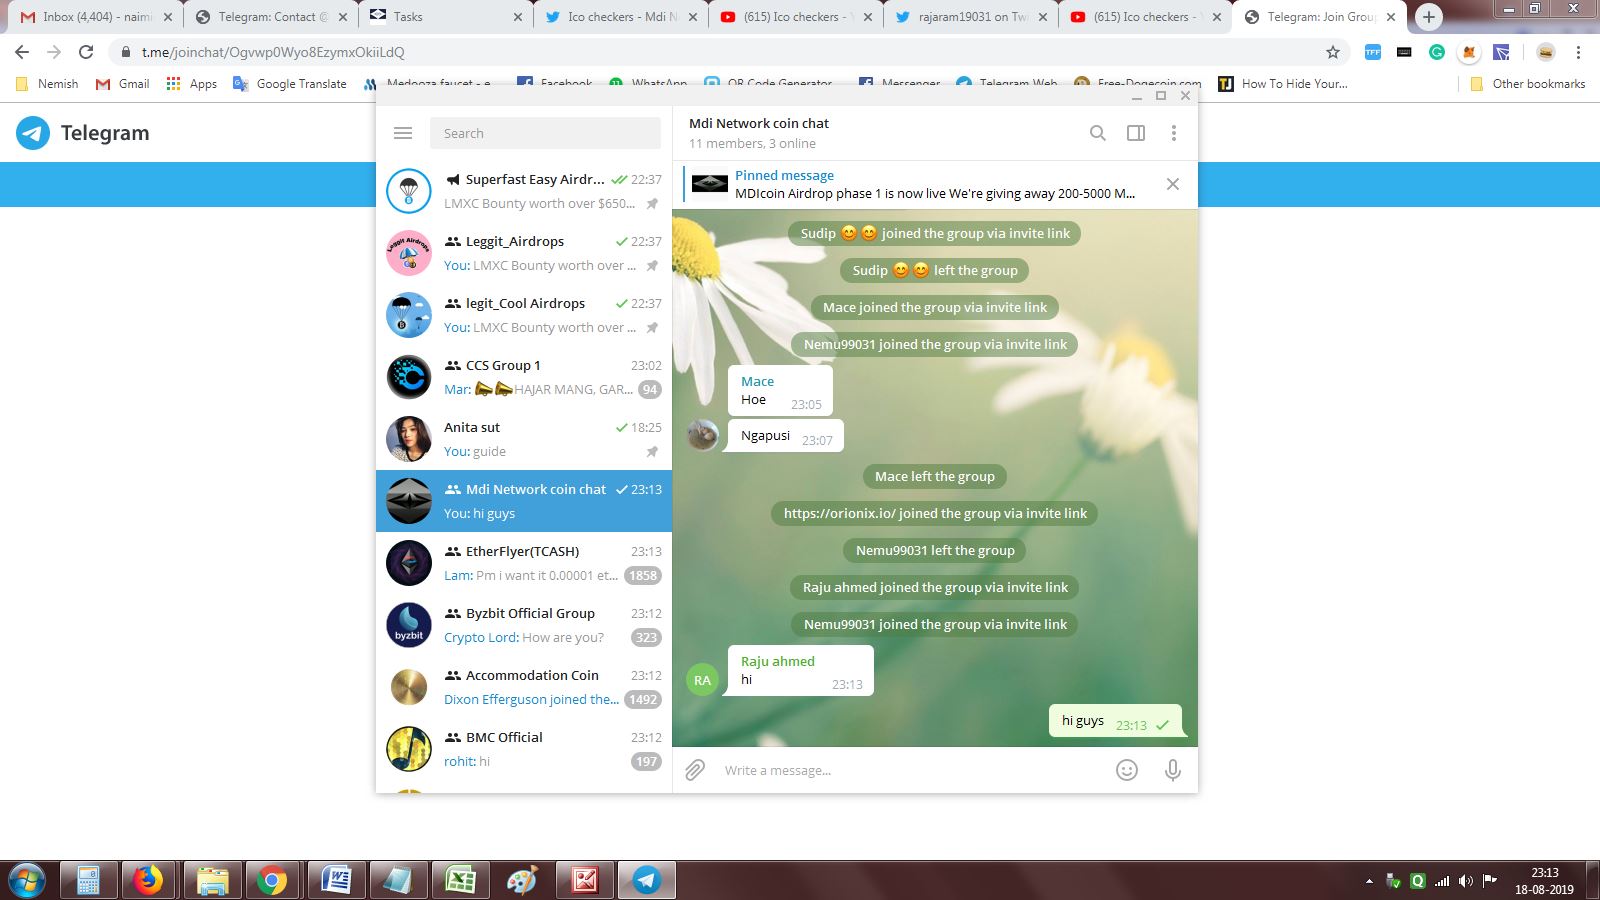 Inbox (4,404) - naimi
Telegram: Contact @
Tasks
Ico checkers - Mdi N
(615) Ico checkers - Y
rajaram19031 on Tw
(615) Ico checkers -
Telegram: Join Group
t.me/joinchat/Ogvwp0Wyo8EzymxOkiiLdQ
Nemish
Gmail
Apps
Google Translate
Medooza faucet - e
Facebook
WhatsApp
QR Code Generator
Messenger
Telegram Web
Free-Dogecoin.com
How To Hide Your...
Other bookmarks
Telegram
Search
Superfast Easy Airdr... 22:37
LMXC Bounty worth over $650...
Leggit_Airdrops 22:37
You: LMXC Bounty worth over ...
legit_Cool Airdrops 22:37
You: LMXC Bounty worth over ...
CCS Group 1 23:02
Mar: 📣📣HAJAR MANG, GAR... 94
Anita sut 18:25
You: guide
Mdi Network coin chat 23:13
You: hi guys
EtherFlyer(TCASH) 23:13
Lam: Pm i want it 0.00001 et... 1858
byzbit
Byzbit Official Group 23:12
Crypto Lord: How are you? 323
Accommodation Coin 23:12
Dixon Efferguson joined the... 1492
BMC Official 23:12
rohit: hi 197
Mdi Network coin chat
11 members, 3 online
Pinned message
MDIcoin Airdrop phase 1 is now live We're giving away 200-5000 M...
Sudip 😊 😊 joined the group via invite link
Sudip 😊 😊 left the group
Mace joined the group via invite link
Nemu99031 joined the group via invite link
Mace
Hoe 23:05
Ngapusi 23:07
Mace left the group
https://orionix.io/ joined the group via invite link
Nemu99031 left the group
Raju ahmed joined the group via invite link
Nemu99031 joined the group via invite link
Raju ahmed
RA
hi 23:13
hi guys 23:13
Write a message...
23:13
18-08-2019